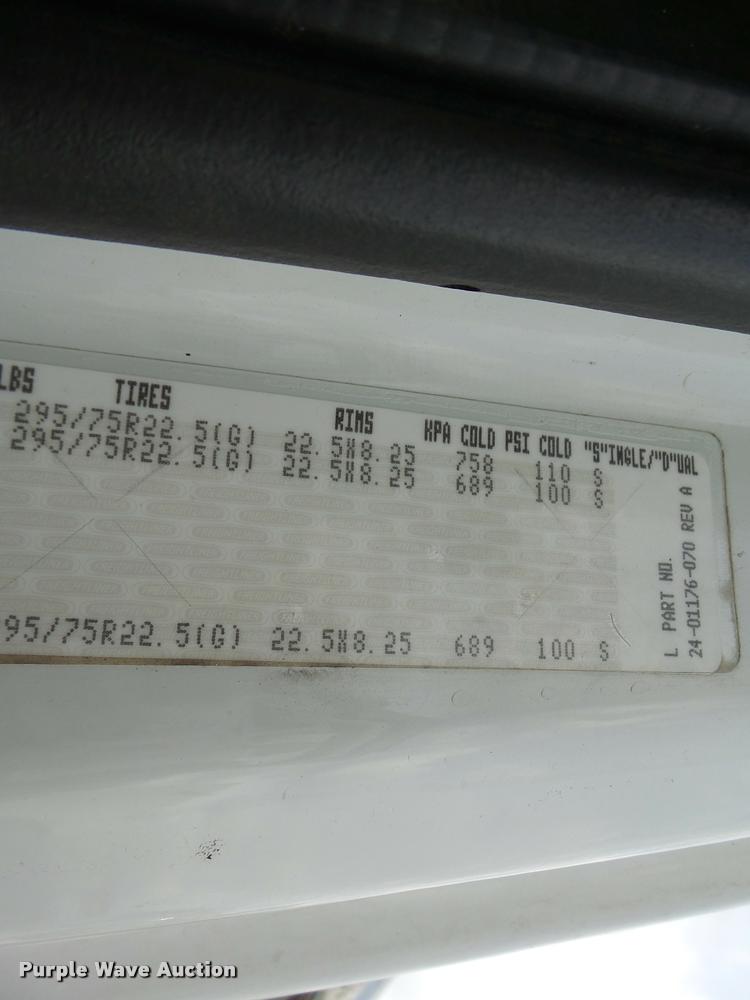 LBS TIRES RIMS KPA COLD PSI COLD "S"INGLE/"D"UAL
295/75R22.5(G) 22.5X8.25 758 110 S
295/75R22.5(G) 22.5X8.25 689 100 S
95/75R22.5(G) 22.5X8.25 689 100 S
L PART NO.
24-01176-070 REV A
Purple Wave Auction